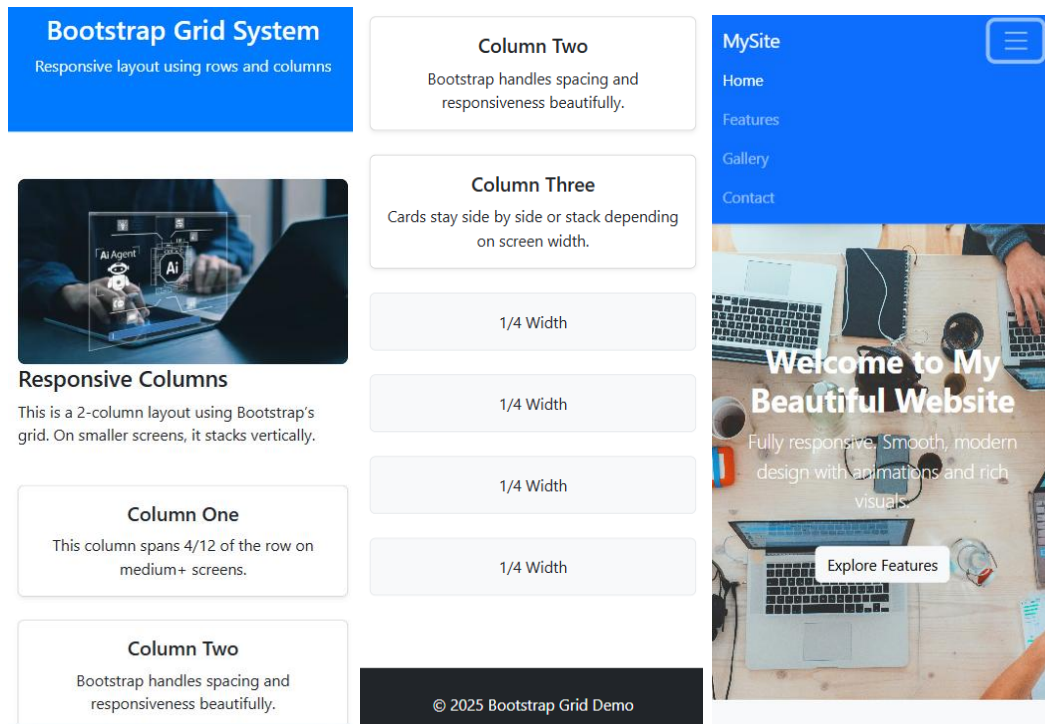 Bootstrap Grid System
Responsive layout using rows and columns
Ai Agent
Ai
Responsive Columns
This is a 2-column layout using Bootstrap’s
grid. On smaller screens, it stacks vertically.
Column One
This column spans 4/12 of the row on
medium+ screens.
Column Two
Bootstrap handles spacing and
responsiveness beautifully.
Column Two
Bootstrap handles spacing and
responsiveness beautifully.
Column Three
Cards stay side by side or stack depending
on screen width.
1/4 Width
1/4 Width
1/4 Width
1/4 Width
© 2025 Bootstrap Grid Demo
MySite
Home
Features
Gallery
Contact
Welcome to My
Beautiful Website
Fully responsive. Smooth, modern
design with animations and rich
visuals.
Explore Features